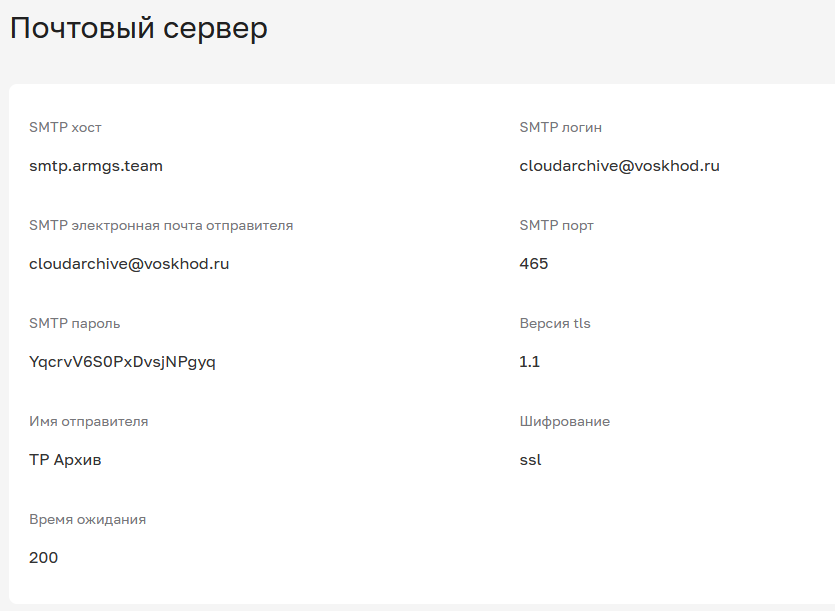 Почтовый сервер
SMTP хост
smtp.armgs.team
SMTP логин
cloudarchive@voskhod.ru
SMTP электронная почта отправителя
cloudarchive@voskhod.ru
SMTP порт
465
SMTP пароль
YqcrvV6S0PxDvsjNPgyq
Версия tls
1.1
Имя отправителя
ТР Архив
Шифрование
ssl
Время ожидания
200